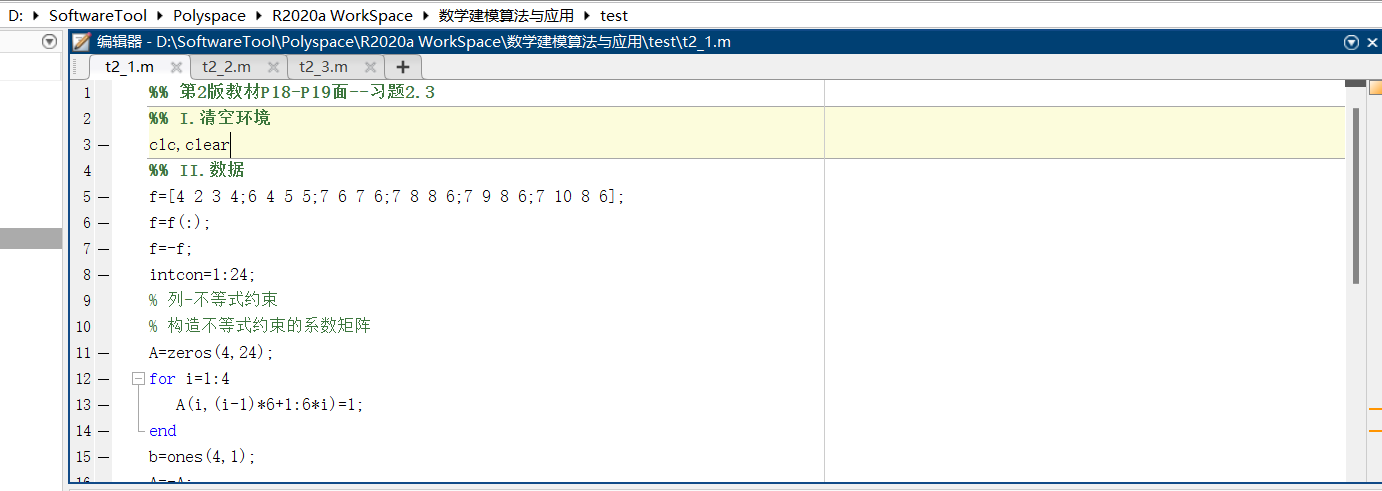 D: SoftwareTool Polyspace R2020a WorkSpace 数学建模算法与应用 test
编辑器 - D:\SoftwareTool\Polyspace\R2020a WorkSpace\数学建模算法与应用\test\t2_1.m
t2_1.m t2_2.m t2_3.m
1 %% 第2版教材P18-P19面--习题2.3
2 %% I.清空环境
3 clc,clear
4 %% II.数据
5 f=[4 2 3 4;6 4 5 5;7 6 7 6;7 8 8 6;7 9 8 6;7 10 8 6];
6 f=f(:);
7 f=-f;
8 intcon=1:24;
9 % 列-不等式约束
10 % 构造不等式约束的系数矩阵
11 A=zeros(4,24);
12 for i=1:4
13 A(i,(i-1)*6+1:6*i)=1;
14 end
15 b=ones(4,1);
16 A=-A;